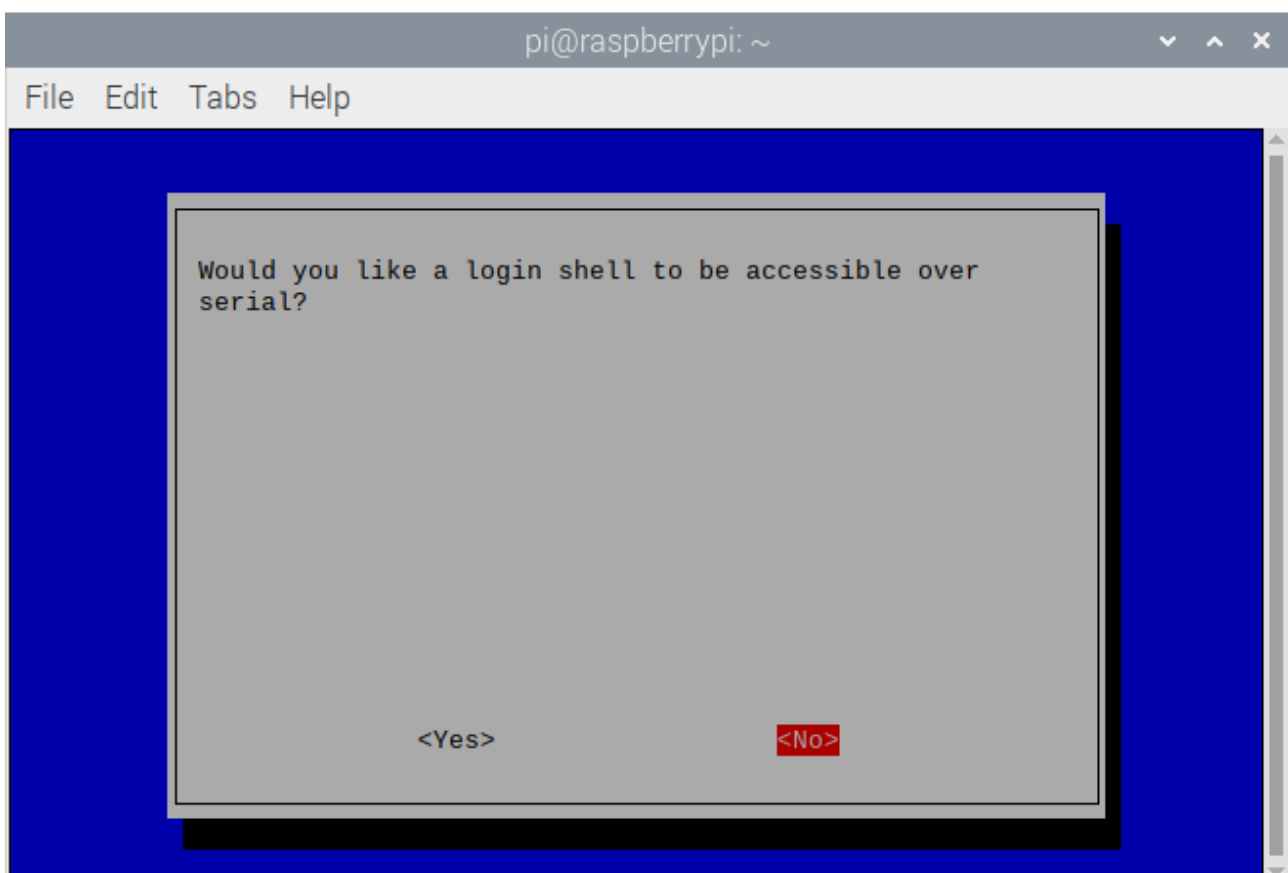 pi@raspberrypi: ~
File Edit Tabs Help
Would you like a login shell to be accessible over
serial?
<Yes> <No>